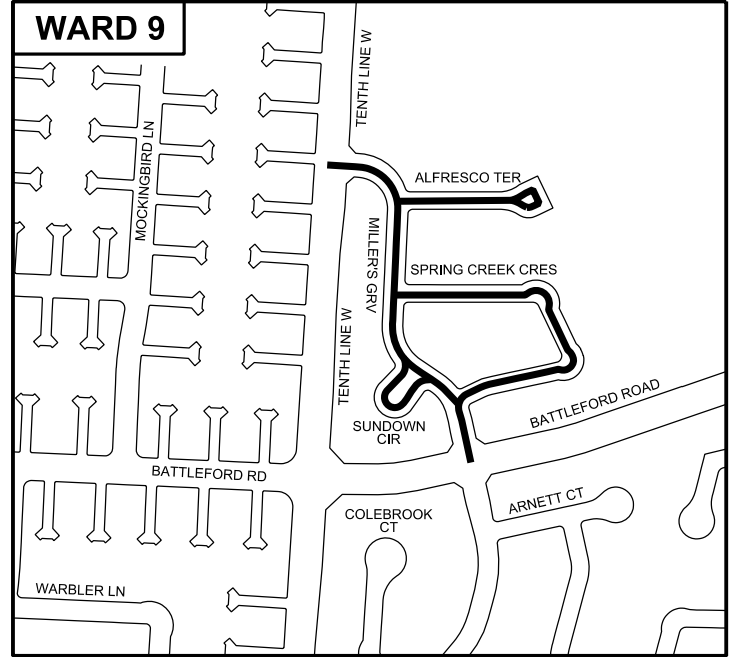 WARD 9
TENTH LINE W
MOCKINGBIRD LN
ALFRESCO TER
MILLER'S GRV
SPRING CREEK CRES
TENTH LINE W
BATTLEFORD ROAD
SUNDOWN
CIR
BATTLEFORD RD
COLEBROOK
CT
ARNETT CT
WARBLER LN